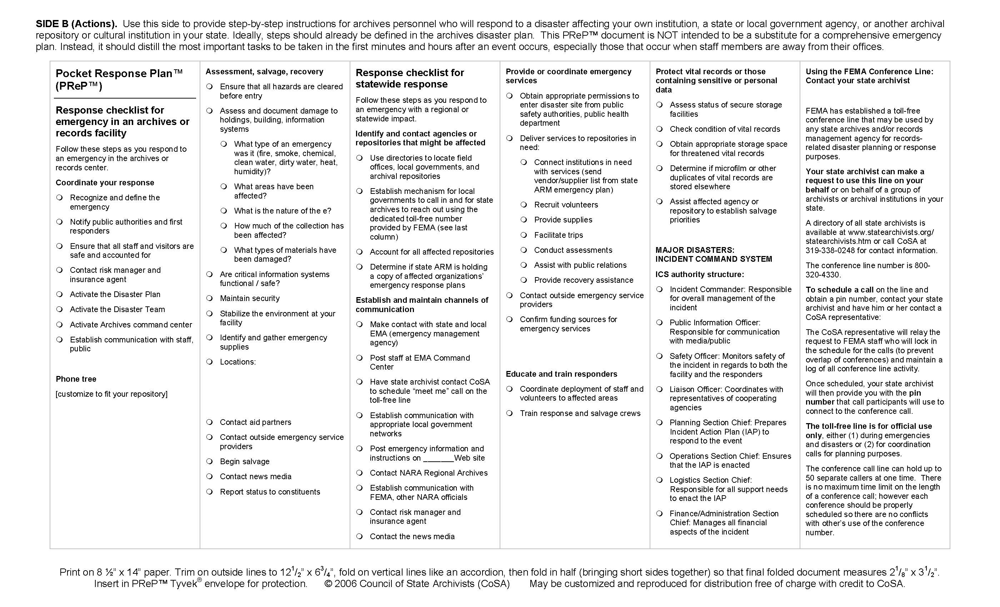 SIDE B (Actions).  Use this side to provide step-by-step instructions for archives personnel who will respond to a disaster affecting your own institution, a state or local government agency, or another archival
repository or cultural institution in your state. Ideally, steps should already be defined in the archives disaster plan.  This PReP™ document is NOT intended to be a substitute for a comprehensive emergency
plan. Instead, it should distill the most important tasks to be taken in the first minutes and hours after an event occurs, especially those that occur when staff members are away from their offices.
Pocket Response Plan™
(PReP™)
Response checklist for
emergency in an archives or
records facility
Follow these steps as you respond to
an emergency in the archives or
records center.
Coordinate your response
❍ Recognize and define the
emergency
❍ Notify public authorities and first
responders
❍ Ensure that all staff and visitors are
safe and accounted for
❍ Contact risk manager and
insurance agent
❍ Activate the Disaster Plan
❍ Activate the Disaster Team
❍ Activate Archives command center
❍ Establish communication with staff,
public
Phone tree
[customize to fit your repository]
Assessment, salvage, recovery
❍ Ensure that all hazards are cleared
before entry
❍ Assess and document damage to
holdings, building, information
systems
❍ What type of an emergency
was it (fire, smoke, chemical,
clean water, dirty water, heat,
humidity)?
❍ What areas have been
affected?
❍ What is the nature of the e?
❍ How much of the collection has
been affected?
❍ What types of materials have
been damaged?
❍ Are critical information systems
functional / safe?
❍ Maintain security
❍ Stabilize the environment at your
facility
❍ Identify and gather emergency
supplies
❍ Locations:
❍ Contact aid partners
❍ Contact outside emergency service
providers
❍ Begin salvage
❍ Contact news media
❍ Report status to constituents
Response checklist for
statewide response
Follow these steps as you respond to
an emergency with a regional or
statewide impact.
Identify and contact agencies or
repositories that might be affected
❍ Use directories to locate field
offices, local governments, and
archival repositories
❍ Establish mechanism for local
governments to call in and for state
archives to reach out using the
dedicated toll-free number
provided by FEMA (see last
column)
❍ Account for all affected repositories
❍ Determine if state ARM is holding
a copy of affected organizations’
emergency response plans
Establish and maintain channels of
communication
❍ Make contact with state and local
EMA (emergency management
agency)
❍ Post staff at EMA Command
Center
❍ Have state archivist contact CoSA
to schedule “meet me” call on the
toll-free line
❍ Establish communication with
appropriate local government
networks
❍ Post emergency information and
instructions on _______Web site
❍ Contact NARA Regional Archives
❍ Establish communication with
FEMA, other NARA officials
❍ Contact risk manager and
insurance agent
❍ Contact the news media
Provide or coordinate emergency
services
❍ Obtain appropriate permissions to
enter disaster site from public
safety authorities, public health
department
❍ Deliver services to repositories in
need:
❍ Connect institutions in need
with services (send
vendor/supplier list from state
ARM emergency plan)
❍ Recruit volunteers
❍ Provide supplies
❍ Facilitate trips
❍ Conduct assessments
❍ Assist with public relations
❍ Provide recovery assistance
❍ Contact outside emergency service
providers
❍ Confirm funding sources for
emergency services
Educate and train responders
❍ Coordinate deployment of staff and
volunteers to affected areas
❍ Train response and salvage crews
Protect vital records or those
containing sensitive or personal
data
❍ Assess status of secure storage
facilities
❍ Check condition of vital records
❍ Obtain appropriate storage space
for threatened vital records
❍ Determine if microfilm or other
duplicates of vital records are
stored elsewhere
❍ Assist affected agency or
repository to establish salvage
priorities
MAJOR DISASTERS:
INCIDENT COMMAND SYSTEM
ICS authority structure:
❍ Incident Commander: Responsible
for overall management of the
incident
❍ Public Information Officer:
Responsible for communication
with media/public
❍ Safety Officer: Monitors safety of
the incident in regards to both the
facility and the responders
❍ Liaison Officer: Coordinates with
representatives of cooperating
agencies
❍ Planning Section Chief: Prepares
Incident Action Plan (IAP) to
respond to the event
❍ Operations Section Chief: Ensures
that the IAP is enacted
❍ Logistics Section Chief:
Responsible for all support needs
to enact the IAP
❍ Finance/Administration Section
Chief: Manages all financial
aspects of the incident
Using the FEMA Conference Line:
Contact your state archivist
FEMA has established a toll-free
conference line that may be used by
any state archives and/or records
management agency for records-
related disaster planning or response
purposes.
Your state archivist can make a
request to use this line on your
behalf or on behalf of a group of
archivists or archival institutions in your
state.
A directory of all state archivists is
available at www.statearchivists.org/
statearchivists.htm or call CoSA at
319-338-0248 for contact information.
The conference line number is 800-
320-4330.
To schedule a call on the line and
obtain a pin number, contact your state
archivist and have him or her contact a
CoSA representative:
The CoSA representative will relay the
request to FEMA staff who will lock in
the schedule for the calls (to prevent
overlap of conferences) and maintain a
log of all conference line activity.
Once scheduled, your state archivist
will then provide you with the pin
number that call participants will use to
connect to the conference call.
The toll-free line is for official use
only, either (1) during emergencies
and disasters or (2) for coordination
calls for planning purposes.
The conference call line can hold up to
50 separate callers at one time.  There
is no maximum time limit on the length
of a conference call; however each
conference should be properly
scheduled so there are no conflicts
with other’s use of the conference
number.
Print on 8 ½” x 14” paper. Trim on outside lines to 12 1/2” x 6 3/4”, fold on vertical lines like an accordion, then fold in half (bringing short sides together) so that final folded document measures 2 1/8” x 3 1/2”.
Insert in PReP™ Tyvek® envelope for protection.      © 2006 Council of State Archivists (CoSA)      May be customized and reproduced for distribution free of charge with credit to CoSA.